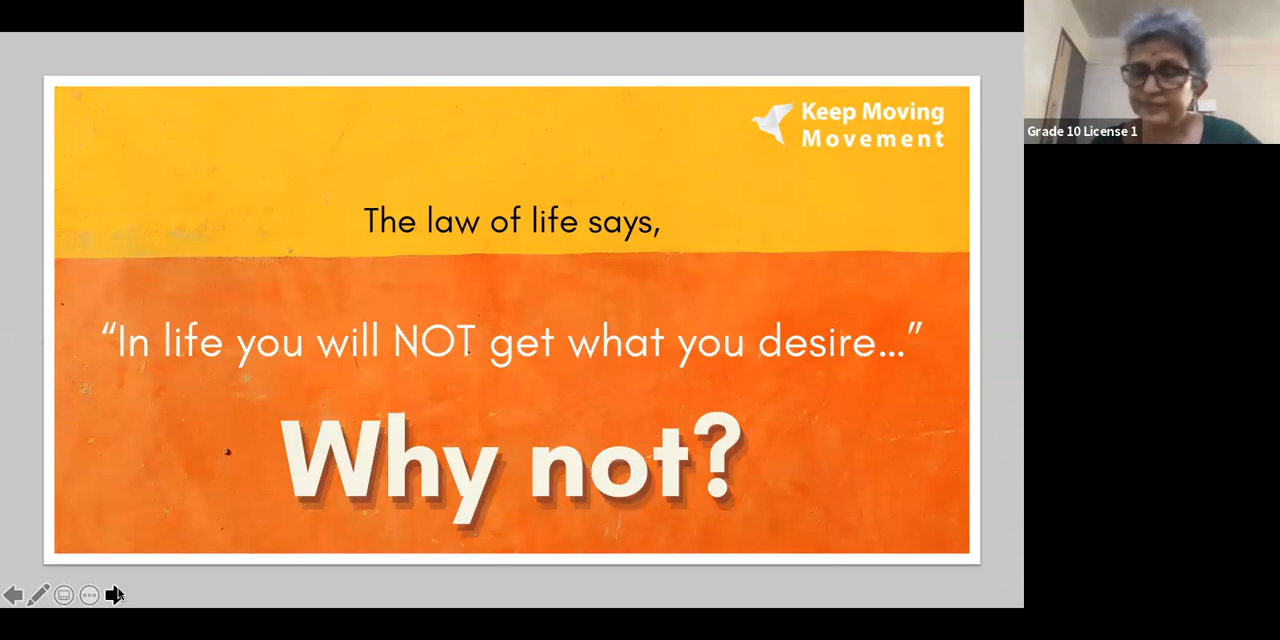 Keep Moving
Movement
The law of life says,
“In life you will NOT get what you desire...”
Why not?
Grade 10 License 1